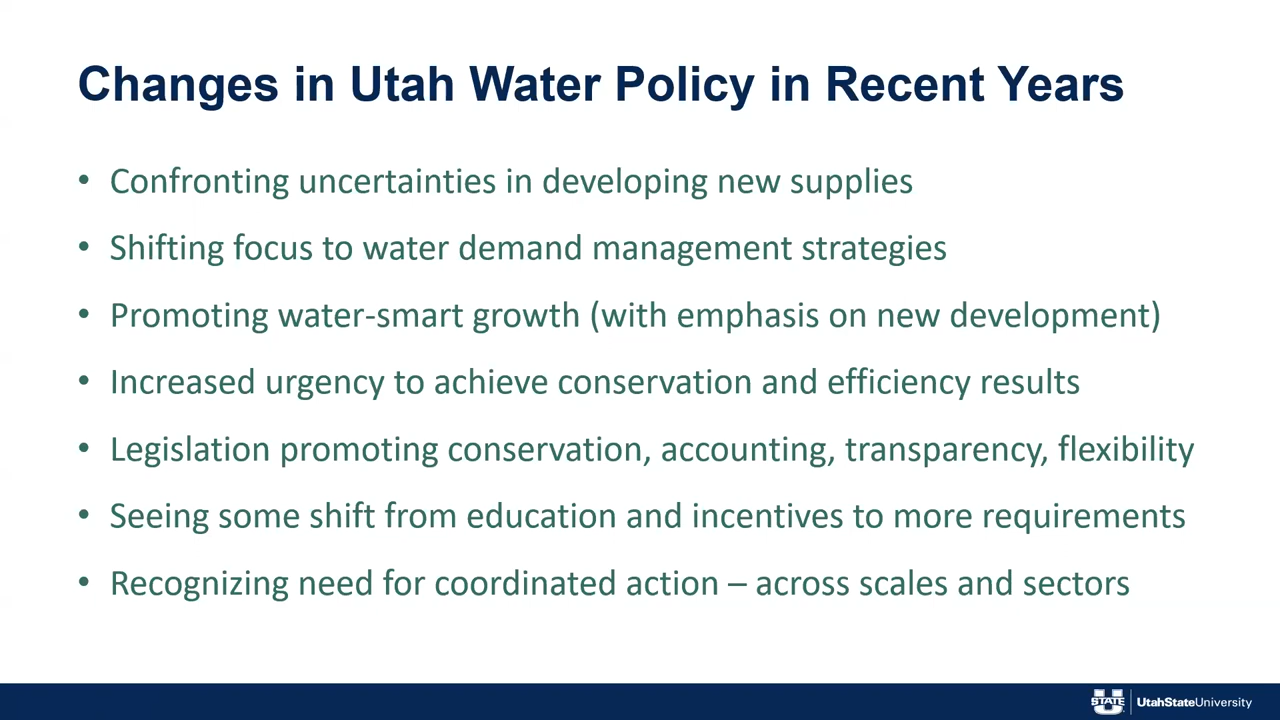 Changes in Utah Water Policy in Recent Years
• Confronting uncertainties in developing new supplies
• Shifting focus to water demand management strategies
• Promoting water-smart growth (with emphasis on new development)
• Increased urgency to achieve conservation and efficiency results
• Legislation promoting conservation, accounting, transparency, flexibility
• Seeing some shift from education and incentives to more requirements
• Recognizing need for coordinated action – across scales and sectors
U STATE UtahStateUniversity